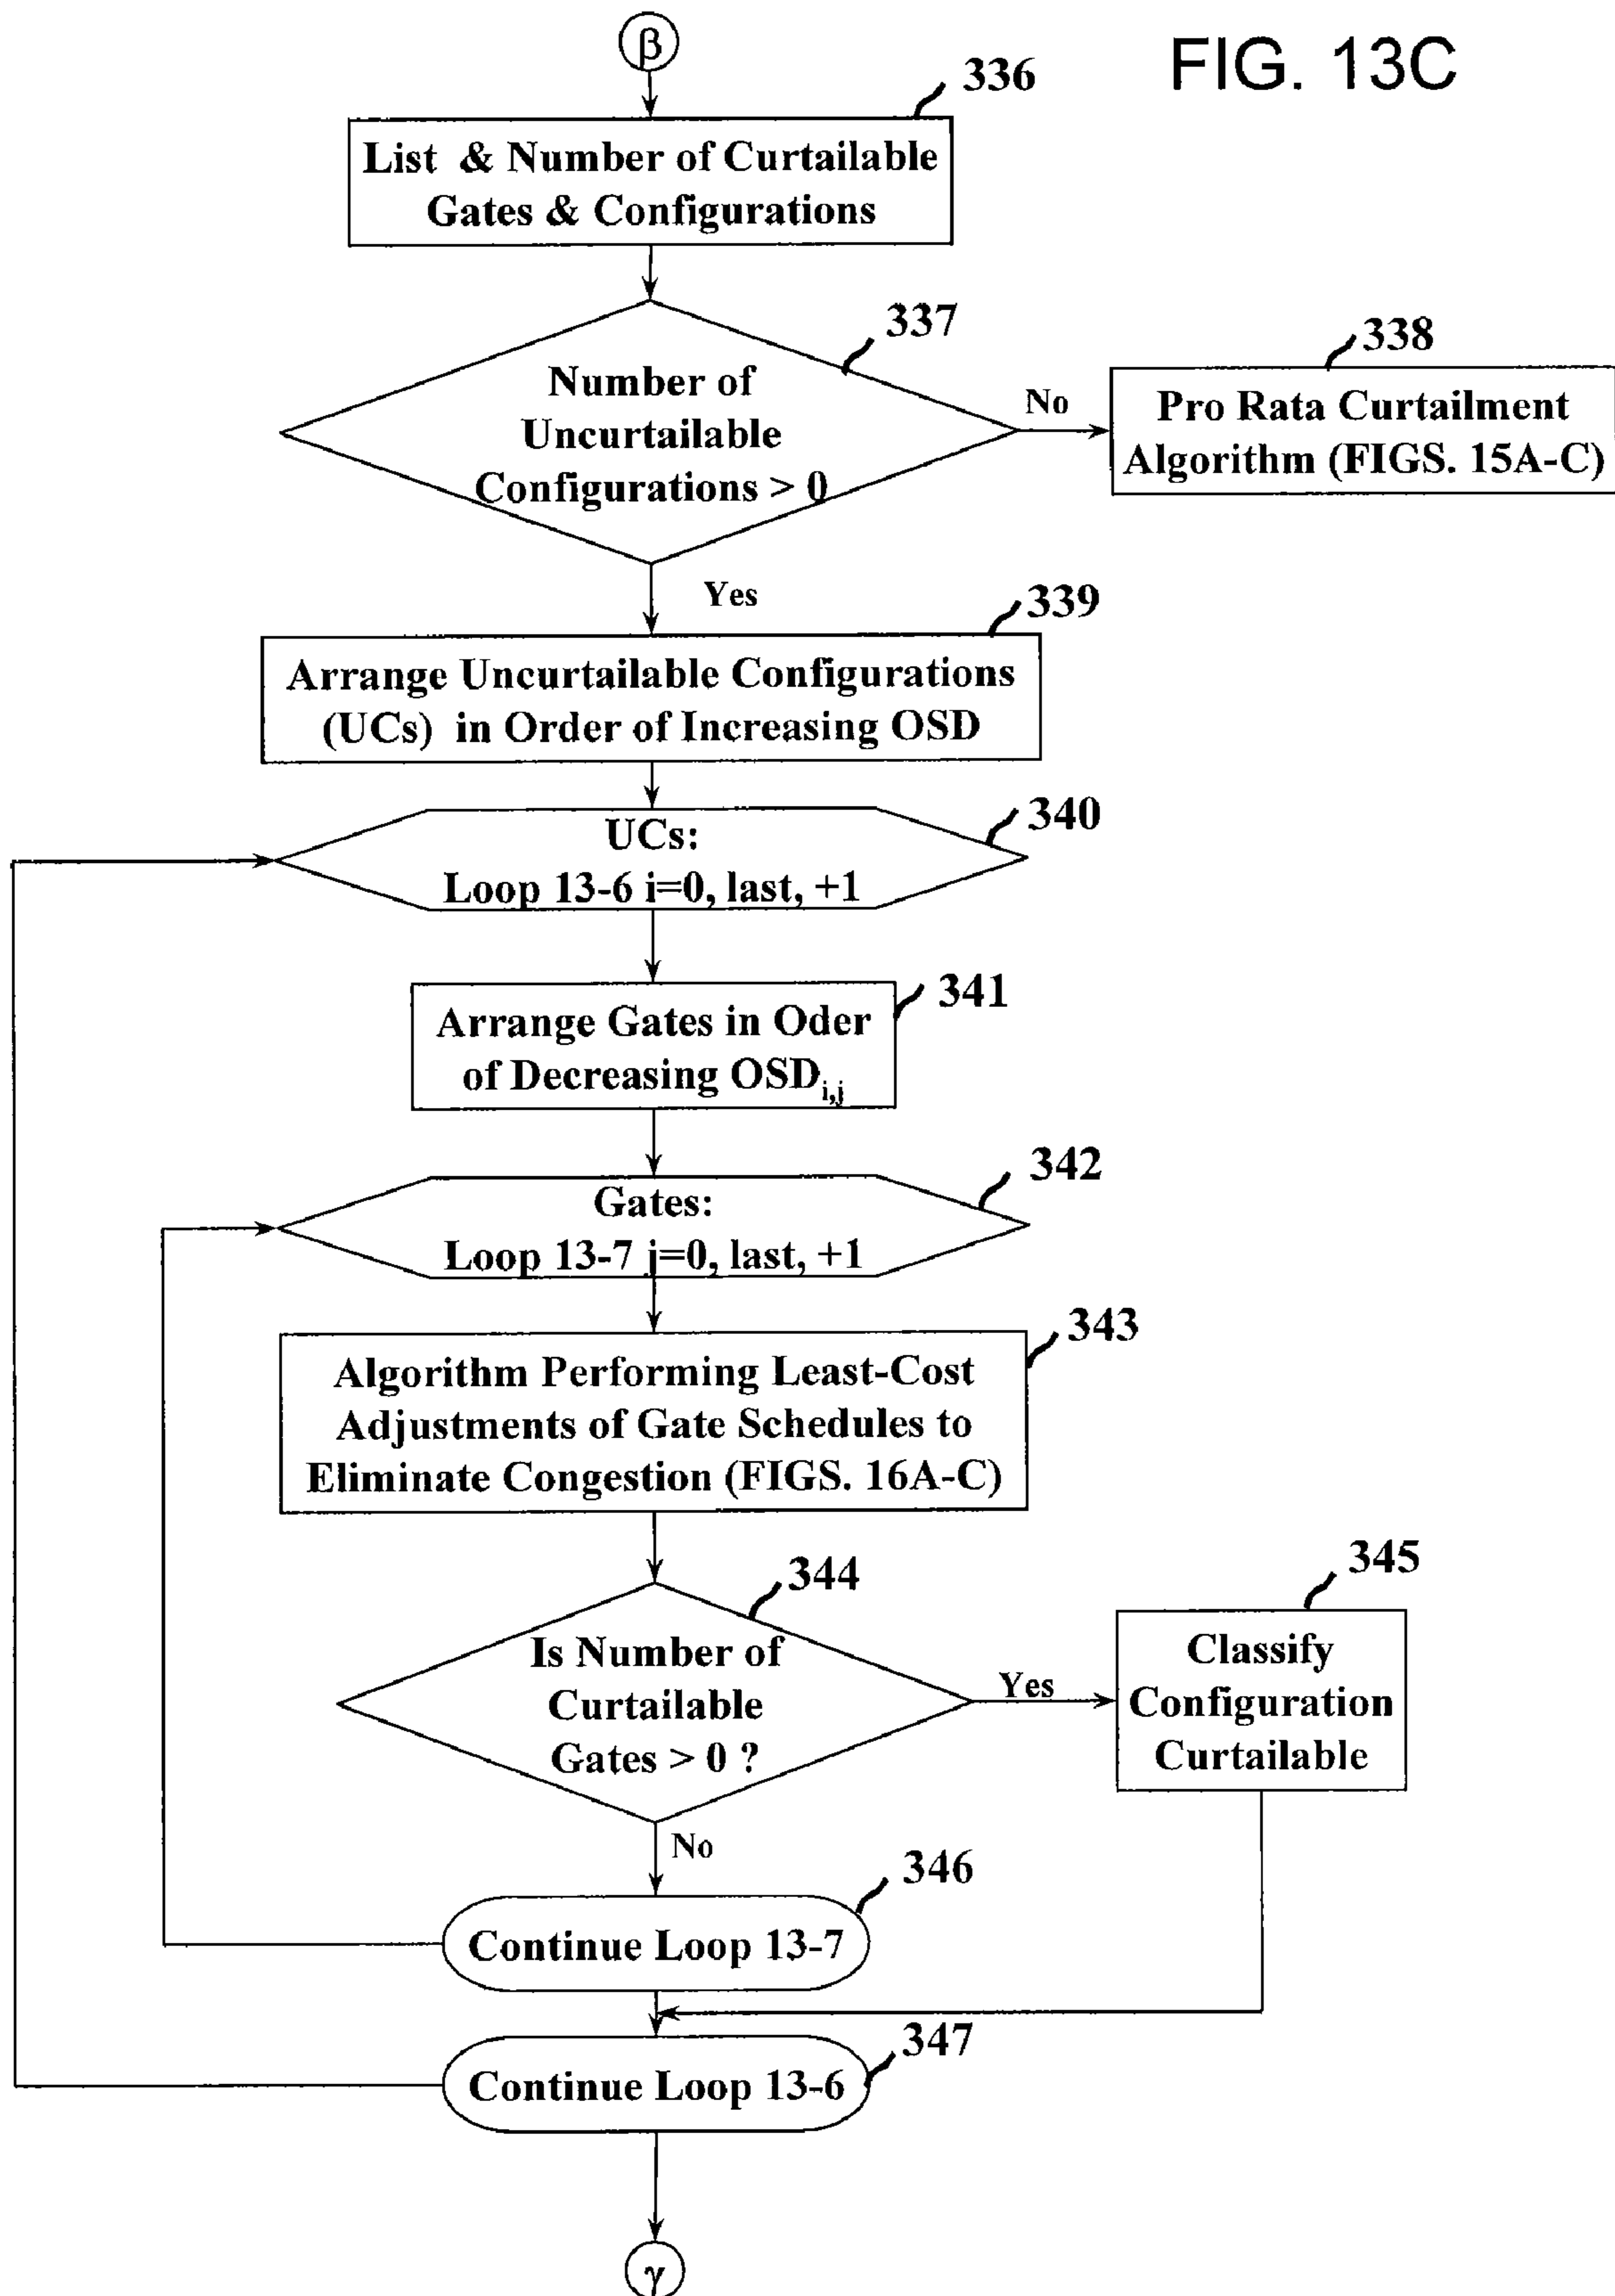 β
FIG. 13C
336
List & Number of Curtailable
Gates & Configurations
337
Number of
Uncurtailable
Configurations > 0
No
338
Pro Rata Curtailment
Algorithm (FIGS. 15A-C)
Yes
339
Arrange Uncurtailable Configurations
(UCs) in Order of Increasing OSD
340
UCs:
Loop 13-6 i=0, last, +1
341
Arrange Gates in Oder
of Decreasing OSDi,j
342
Gates:
Loop 13-7 j=0, last, +1
343
Algorithm Performing Least-Cost
Adjustments of Gate Schedules to
Eliminate Congestion (FIGS. 16A-C)
344
Is Number of
Curtailable
Gates > 0 ?
Yes
345
Classify
Configuration
Curtailable
No
346
Continue Loop 13-7
347
Continue Loop 13-6
γ